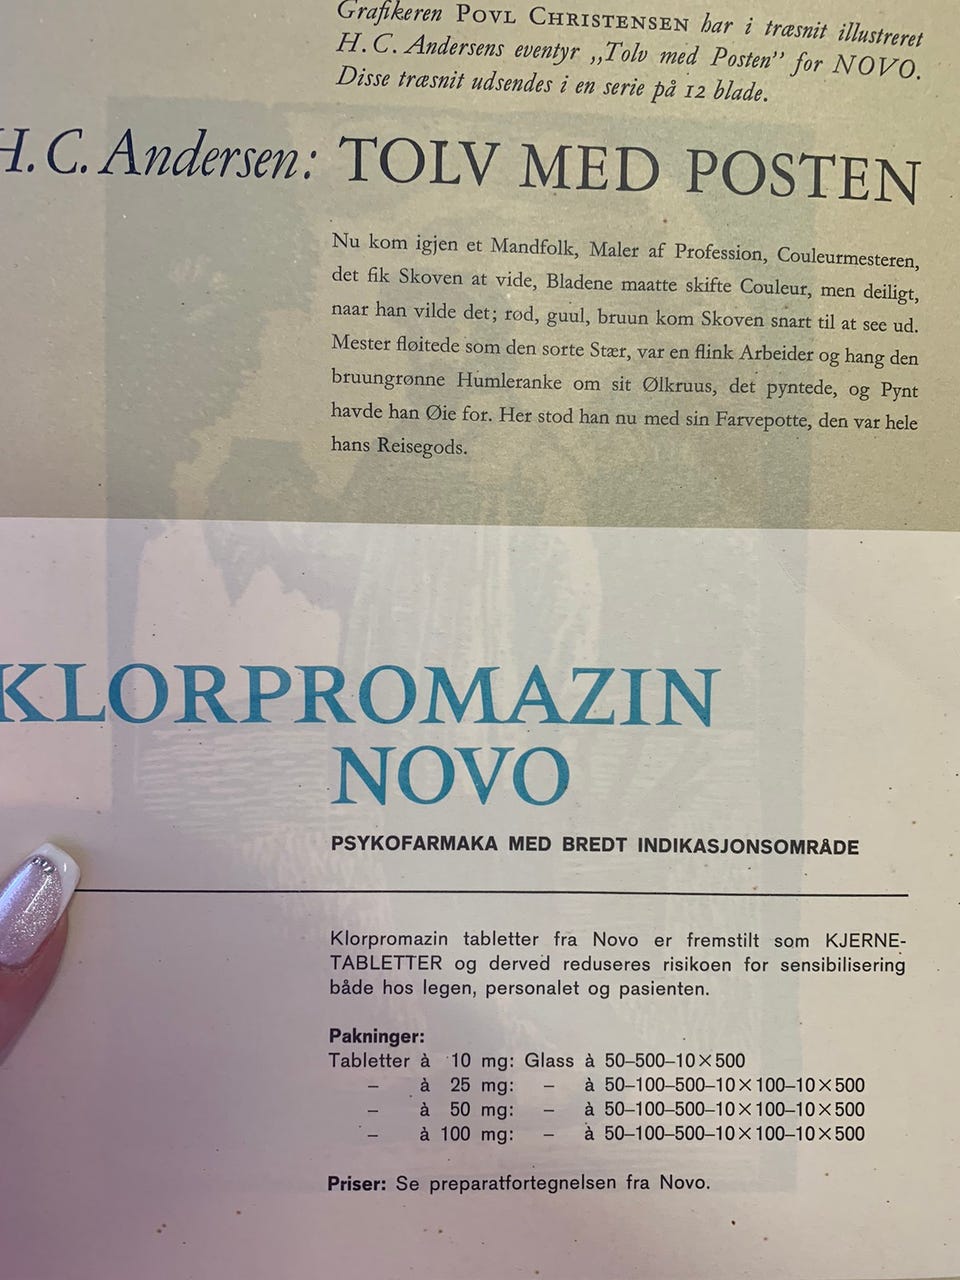 Grafikeren POVL CHRISTENSEN har i træsnit illustreret
H. C. Andersens eventyr „Tolv med Posten” for NOVO.
Disse træsnit udsendes i en serie på 12 blade.
H. C. Andersen: TOLV MED POSTEN
Nu kom igjen et Mandfolk, Maler af Profession, Couleurmesteren,
det fik Skoven at vide, Bladene maatte skifte Couleur, men deiligt,
naar han vilde det; rød, guul, bruun kom Skoven snart til at see ud.
Mester fløitede som den sorte Stær, var en flink Arbeider og hang den
bruungrønne Humleranke om sit Ølkruus, det pyntede, og Pynt
havde han Øie for. Her stod han nu med sin Farvepotte, den var hele
hans Reisegods.
KLORPROMAZIN
NOVO
PSYKOFARMAKA MED BREDT INDIKASJONSOMRÅDE
Klorpromazin tabletter fra Novo er fremstilt som KJERNE-
TABLETTER og derved reduseres risikoen for sensibilisering
både hos legen, personalet og pasienten.
Pakninger:
Tabletter à 10 mg: Glass à 50–500–10×500
– à 25 mg: – à 50–100–500–10×100–10×500
– à 50 mg: – à 50–100–500–10×100–10×500
– à 100 mg: – à 50–100–500–10×100–10×500
Priser: Se preparatfortegnelsen fra Novo.